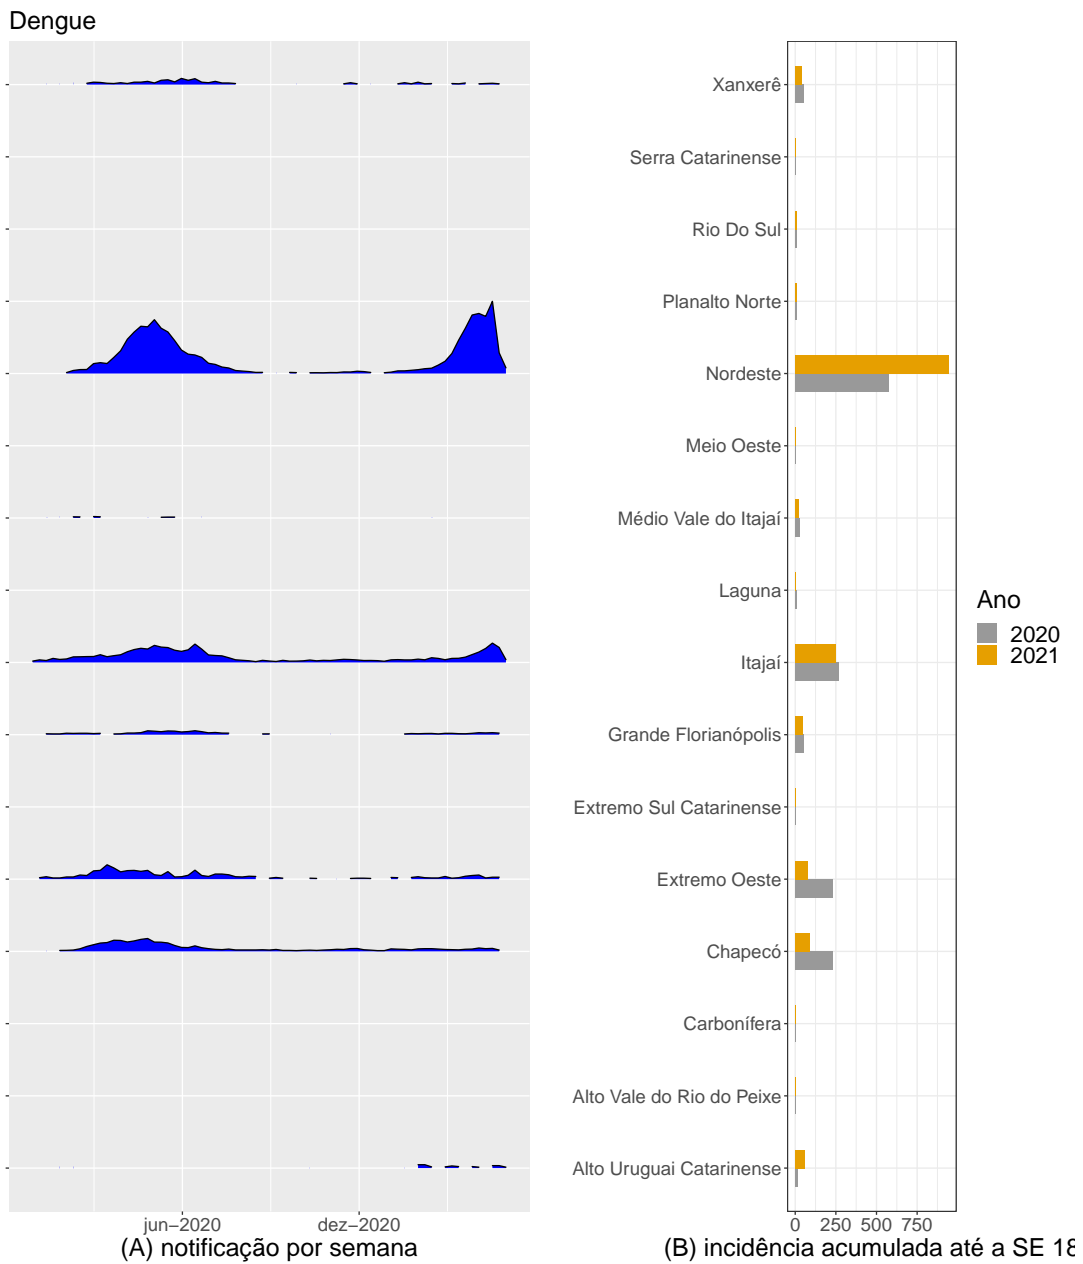 Dengue
Xanxerê
Serra Catarinense
Rio Do Sul
Planalto Norte
Nordeste
Meio Oeste
Médio Vale do Itajaí
Laguna
Itajaí
Grande Florianópolis
Extremo Sul Catarinense
Extremo Oeste
Chapecó
Carbonífera
Alto Vale do Rio do Peixe
Alto Uruguai Catarinense
Ano
2020
2021
jun−2020 dez−2020
0 250 500 750
(A) notificação por semana
(B) incidência acumulada até a SE 18